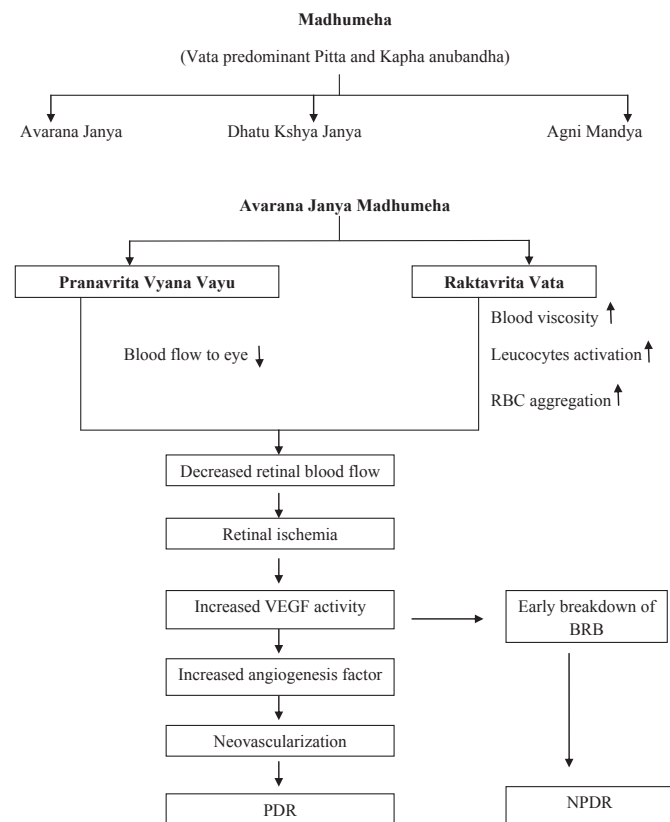 Madhumeha
(Vata predominant Pitta and Kapha anubandha)
Avarana Janya
Dhatu Kshya Janya
Agni Mandya
Avarana Janya Madhumeha
Pranavrita Vyana Vayu
Raktavrita Vata
Blood viscosity
Blood flow to eye
Leucocytes activation
RBC aggregation
Decreased retinal blood flow
Retinal ischemia
Increased VEGF activity
Early breakdown of
BRB
Increased angiogenesis factor
Neovascularization
PDR
NPDR